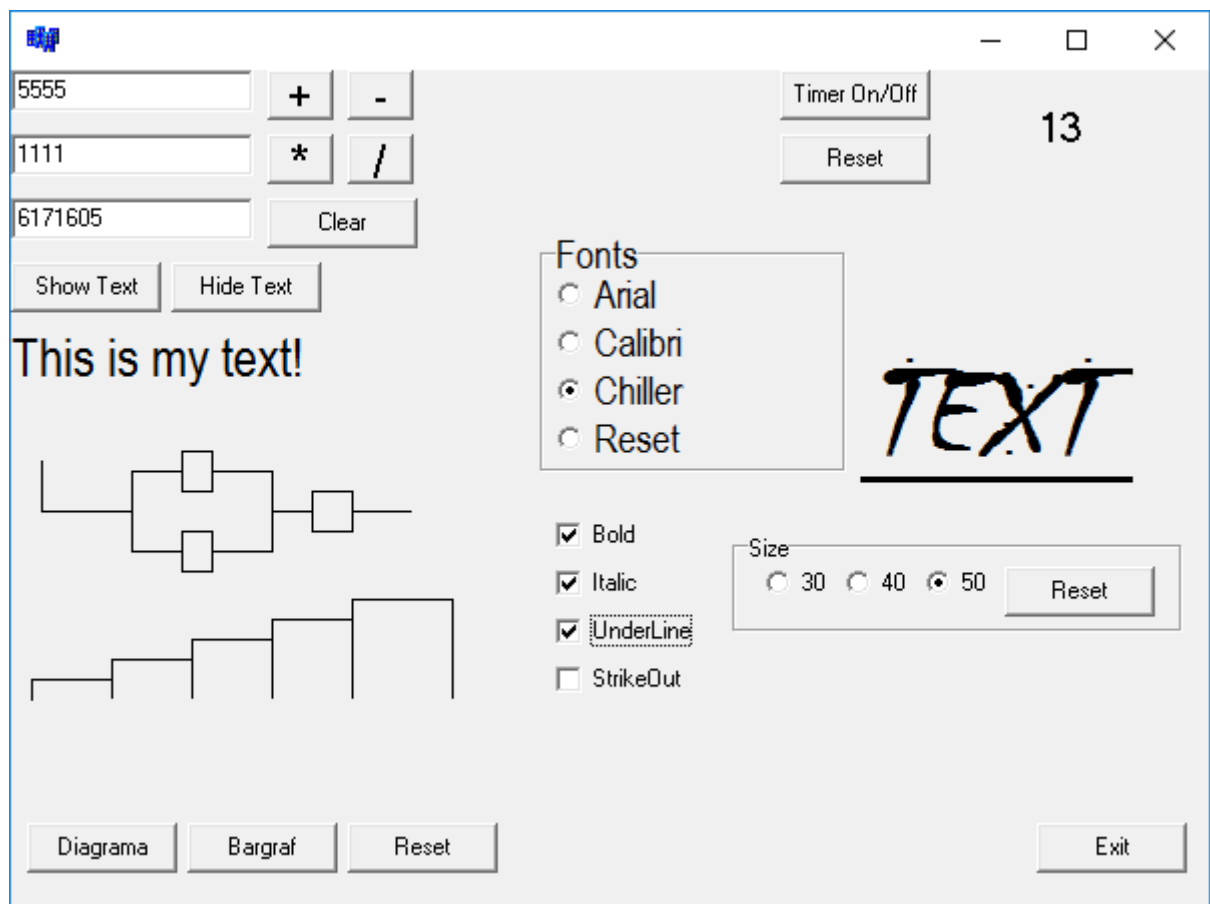 5555
+ -
Timer On/Off
13
1111
* /
Reset
6171605
Clear
Show Text Hide Text
Fonts
Arial
Calibri
Chiller
Reset
This is my text!
TEXT
Bold
Italic
UnderLine
StrikeOut
Size
30 40 50 Reset
Diagrama Bargraf Reset
Exit